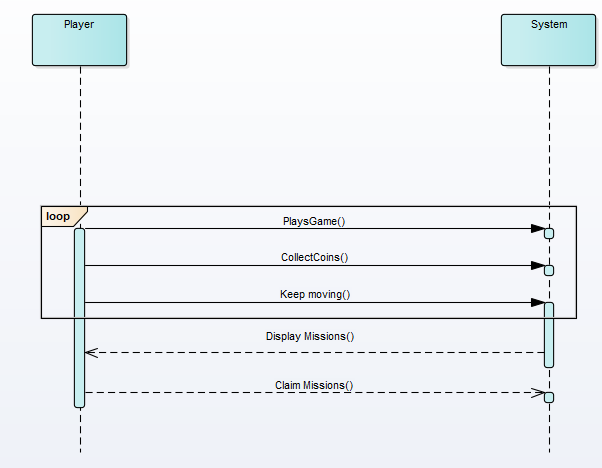 Player
System
loop
PlaysGame()
CollectCoins()
Keep moving()
Display Missions()
Claim Missions()